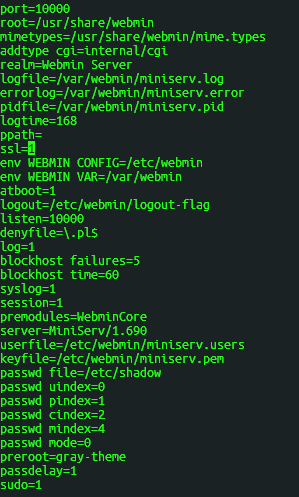 port=10000
root=/usr/share/webmin
mimetypes=/usr/share/webmin/mime.types
addtype cgi=internal/cgi
realm=Webmin Server
logfile=/var/webmin/miniserv.log
errorlog=/var/webmin/miniserv.error
pidfile=/var/webmin/miniserv.pid
logtime=168
ppath=
ssl=1
env WEBMIN CONFIG=/etc/webmin
env WEBMIN VAR=/var/webmin
atboot=1
logout=/etc/webmin/logout-flag
listen=10000
denyfile=\.pl$
log=1
blockhost failures=5
blockhost time=60
syslog=1
session=1
premodules=WebminCore
server=MiniServ/1.690
userfile=/etc/webmin/miniserv.users
keyfile=/etc/webmin/miniserv.pem
passwd file=/etc/shadow
passwd uindex=0
passwd pindex=1
passwd cindex=2
passwd mindex=4
passwd mode=0
preroot=gray-theme
passdelay=1
sudo=1